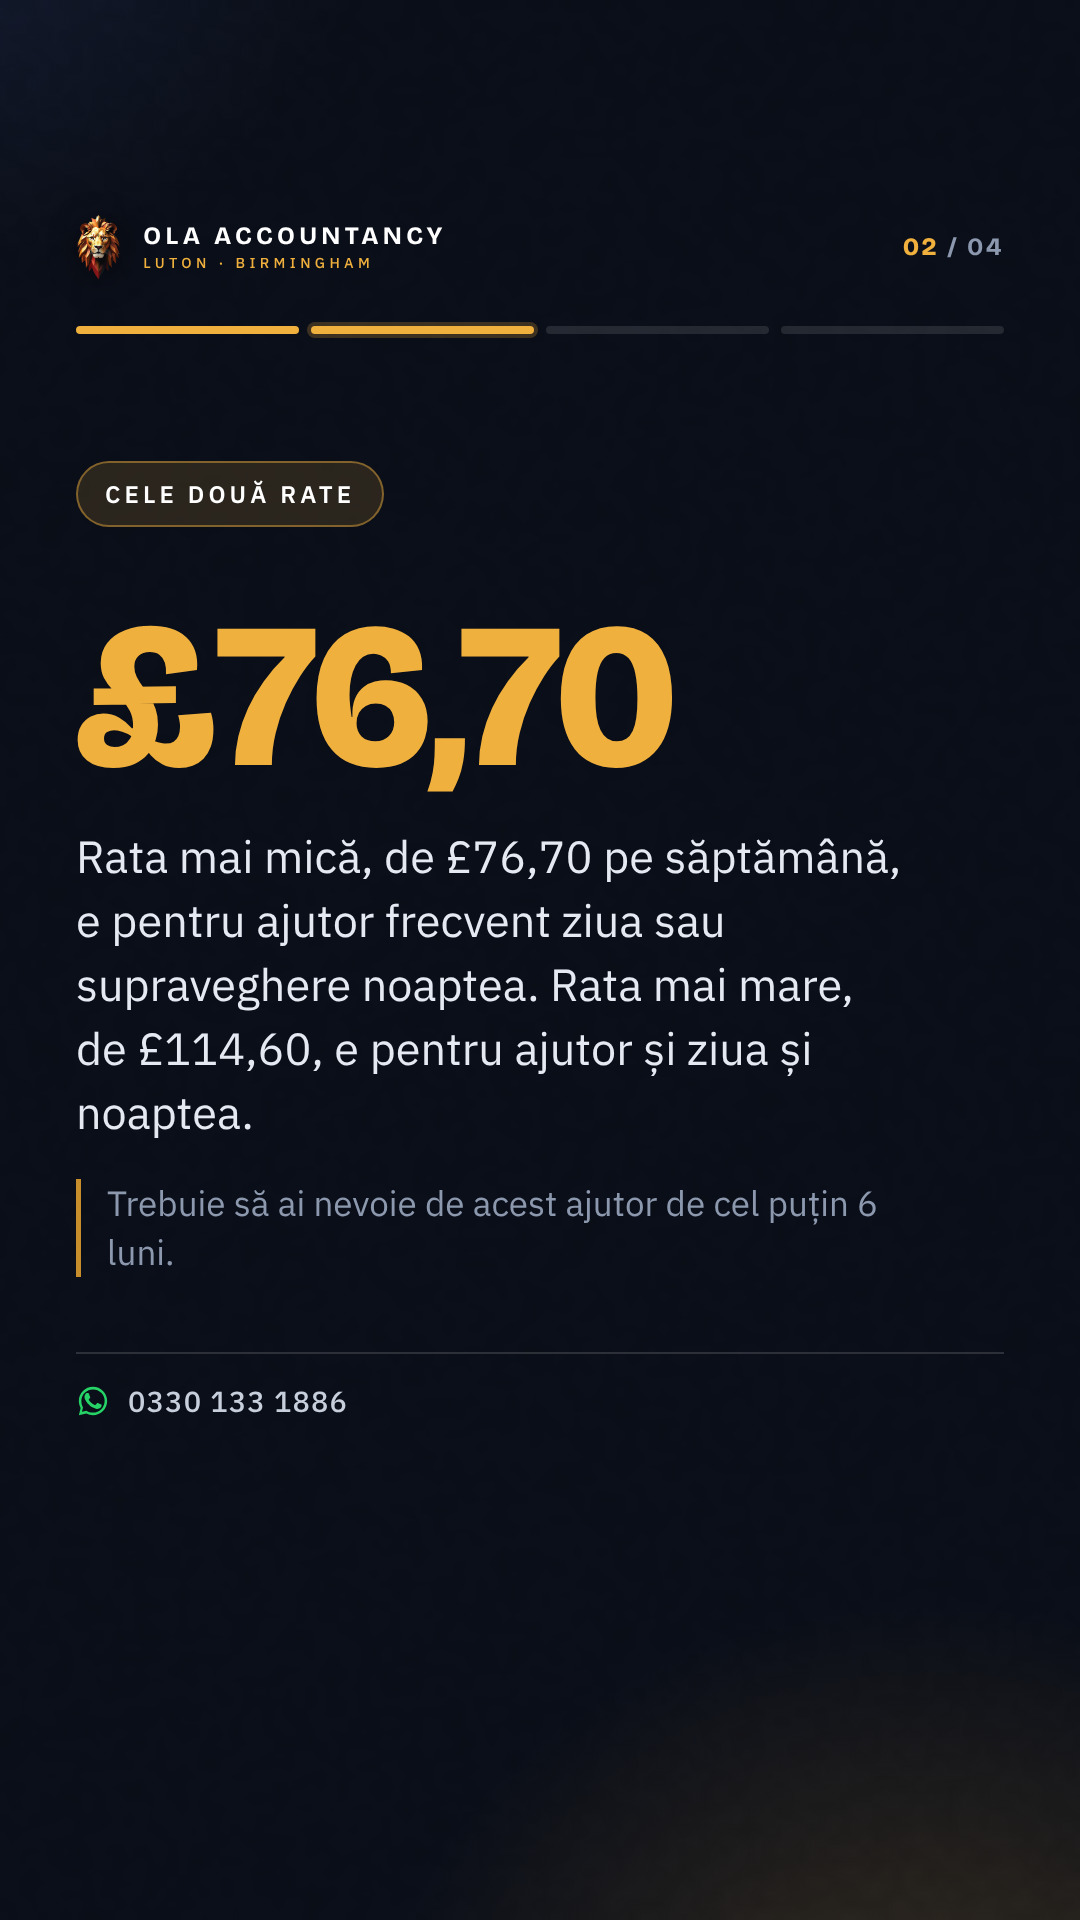 OLA ACCOUNTANCY
LUTON · BIRMINGHAM
02 / 04
CELE DOUĂ RATE
£76,70
Rata mai mică, de £76,70 pe săptămână,
e pentru ajutor frecvent ziua sau
supraveghere noaptea. Rata mai mare,
de £114,60, e pentru ajutor și ziua și
noaptea.
Trebuie să ai nevoie de acest ajutor de cel puțin 6
luni.
0330 133 1886